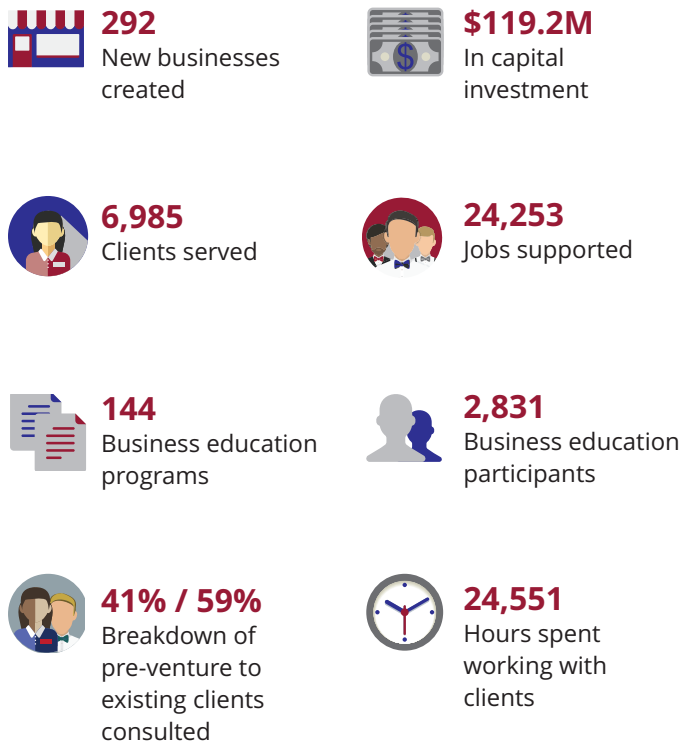 292
New businesses
created
$119.2M
In capital
investment
6,985
Clients served
24,253
Jobs supported
144
Business education
programs
2,831
Business education
participants
41% / 59%
Breakdown of
pre-venture to
existing clients
consulted
24,551
Hours spent
working with
clients